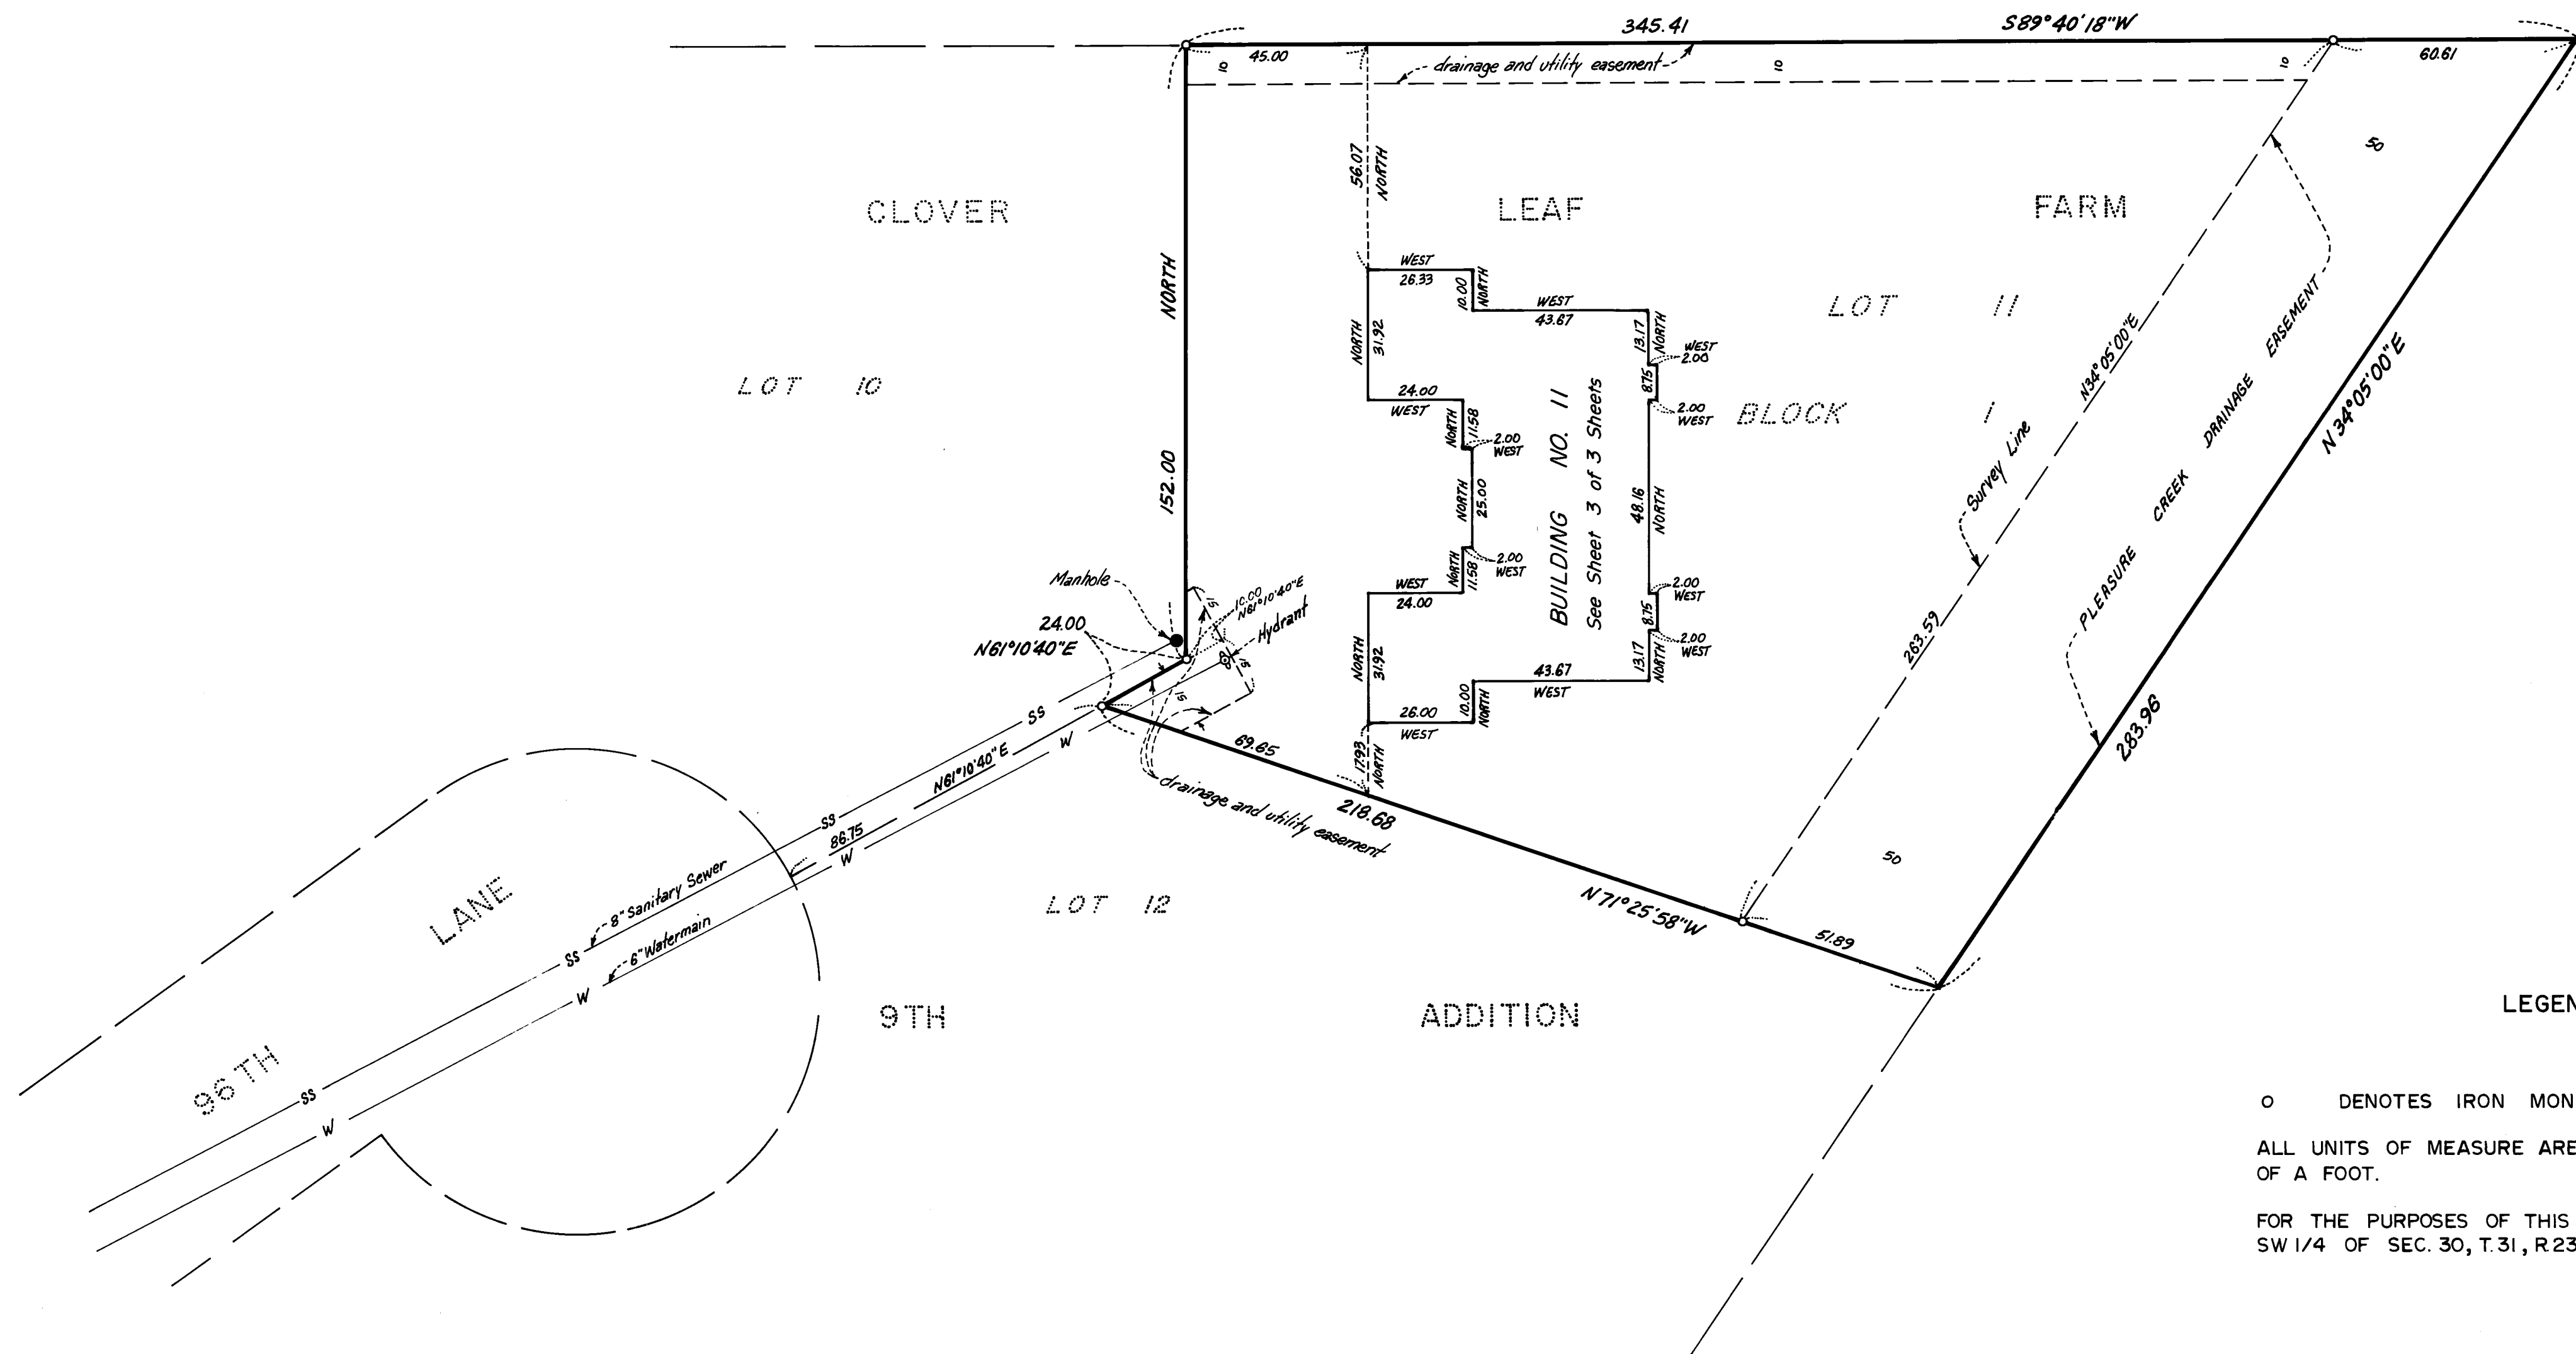 345.41
S89°40'18"W
45.00
10
drainage and utility easement
10
10
60.61
50
56.07
NORTH
CLOVER LEAF FARM
NORTH
152.00
WEST
26.33
10.00
NORTH
WEST
43.67
NORTH
31.92
13.17
NORTH
WEST
2.00
8.75
2.00
WEST
LOT 11
BLOCK 1
LOT 10
24.00
WEST
NORTH
11.58
2.00
WEST
NORTH
25.00
BUILDING NO. 11
See Sheet 3 of 3 Sheets
48.16
NORTH
NORTH
11.58
2.00
WEST
WEST
24.00
2.00
WEST
8.75
2.00
WEST
13.17
NORTH
NORTH
31.92
43.67
WEST
10.00
NORTH
26.00
WEST
17.93
NORTH
N34°05'00"E
Survey Line
263.59
PLEASURE CREEK DRAINAGE EASEMENT
N34°05'00"E
283.96
Manhole
24.00
N61°10'40"E
15
10.00
N61°10'40"E
Hydrant
15
15
SS
W
N61°10'40"E
69.65
drainage and utility easement
218.68
N71°25'58"W
50
51.89
SS
86.75
W
8" Sanitary Sewer
6" Watermain
SS
W
LANE
96TH
SS
W
LOT 12
9TH ADDITION
LEGEN
o DENOTES IRON MON
ALL UNITS OF MEASURE ARE
OF A FOOT.
FOR THE PURPOSES OF THIS
SW 1/4 OF SEC. 30, T.31, R.23